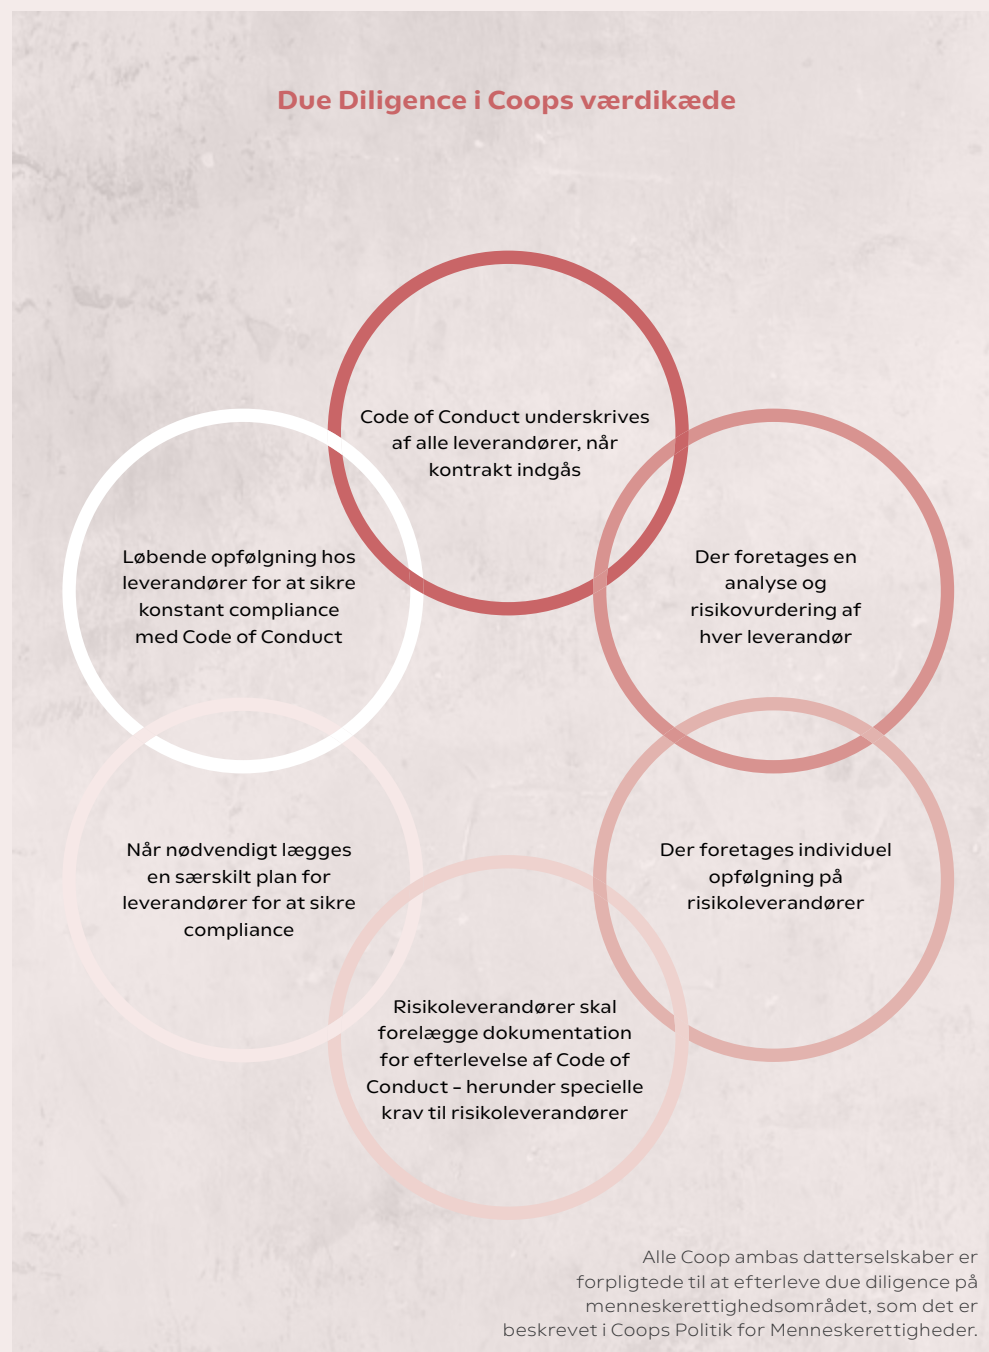 Due Diligence i Coops værdikæde
Code of Conduct underskrives
af alle leverandører, når
kontrakt indgås
Der foretages en
analyse og
risikovurdering af
hver leverandør
Der foretages individuel
opfølgning på
risikoleverandører
Risikoleverandører skal
forelægge dokumentation
for efterlevelse af Code of
Conduct – herunder specielle
krav til risikoleverandører
Når nødvendigt lægges
en særskilt plan for
leverandører for at sikre
compliance
Løbende opfølgning hos
leverandører for at sikre
konstant compliance
med Code of Conduct
Alle Coop ambas datterselskaber er
forpligtede til at efterleve due diligence på
menneskerettighedsområdet, som det er
beskrevet i Coops Politik for Menneskerettigheder.